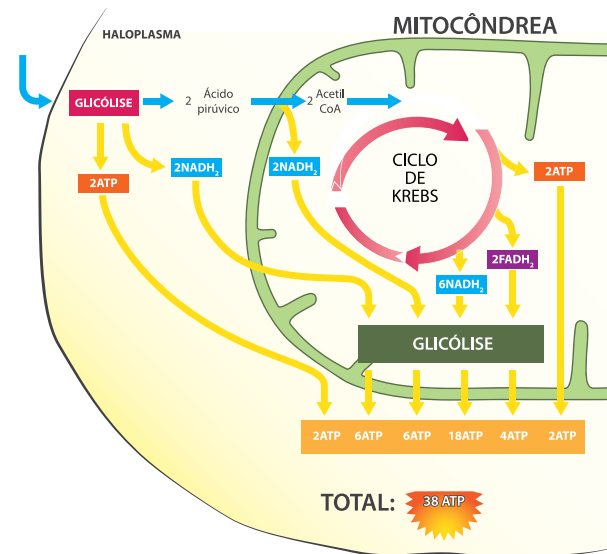 HALOPLASMA
MITOCÔNDREA
GLICÓLISE
2 Ácido pirúvico
2 Acetil CoA
CICLO
DE
KREBS
2ATP
2NADH₂
2NADH₂
2ATP
6NADH₂
2FADH₂
GLICÓLISE
2ATP 6ATP 6ATP 18ATP 4ATP 2ATP
TOTAL: 38 ATP